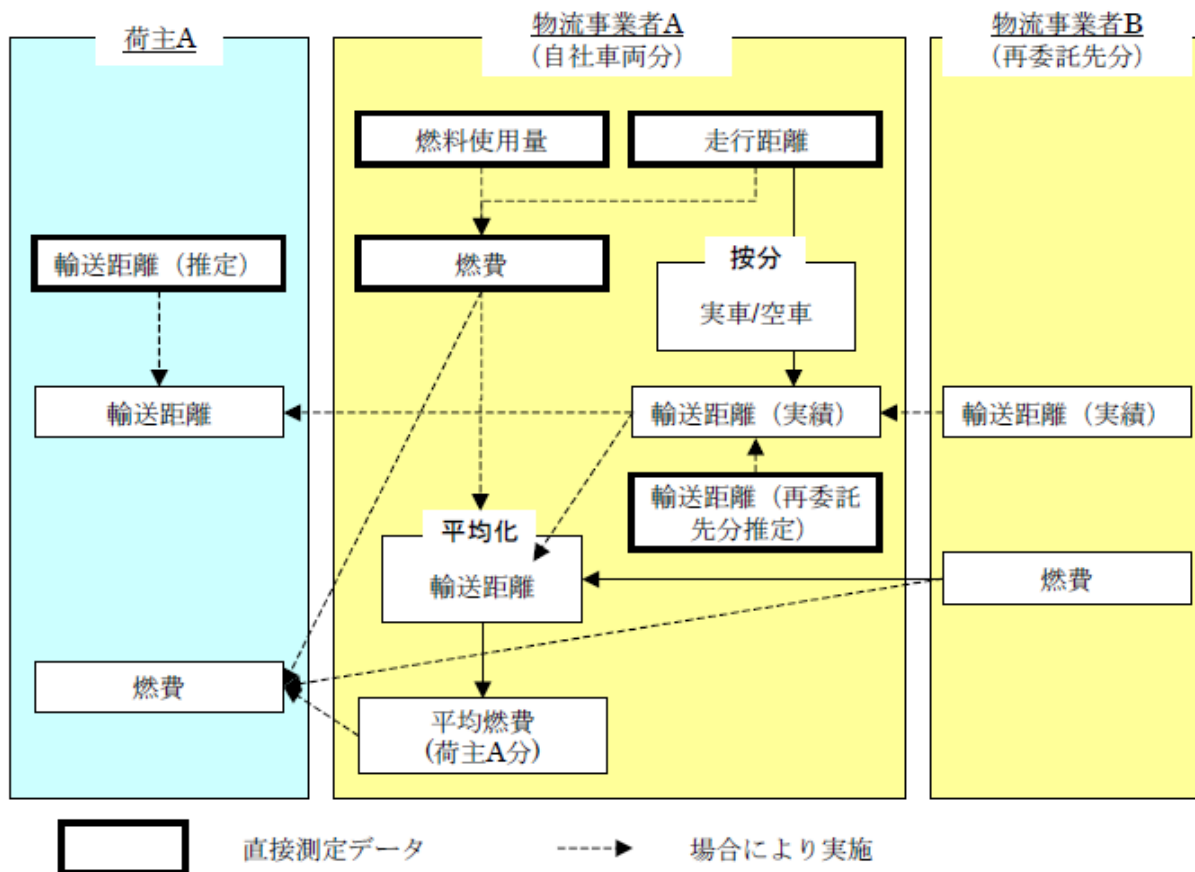 荷主A
物流事業者A
(自社車両分)
物流事業者B
(再委託先分)
燃料使用量
走行距離
輸送距離（推定）
燃費
按分
実車/空車
輸送距離
輸送距離（実績）
輸送距離（実績）
輸送距離（再委託
先分推定）
平均化
輸送距離
燃費
燃費
平均燃費
(荷主A分)
直接測定データ
場合により実施